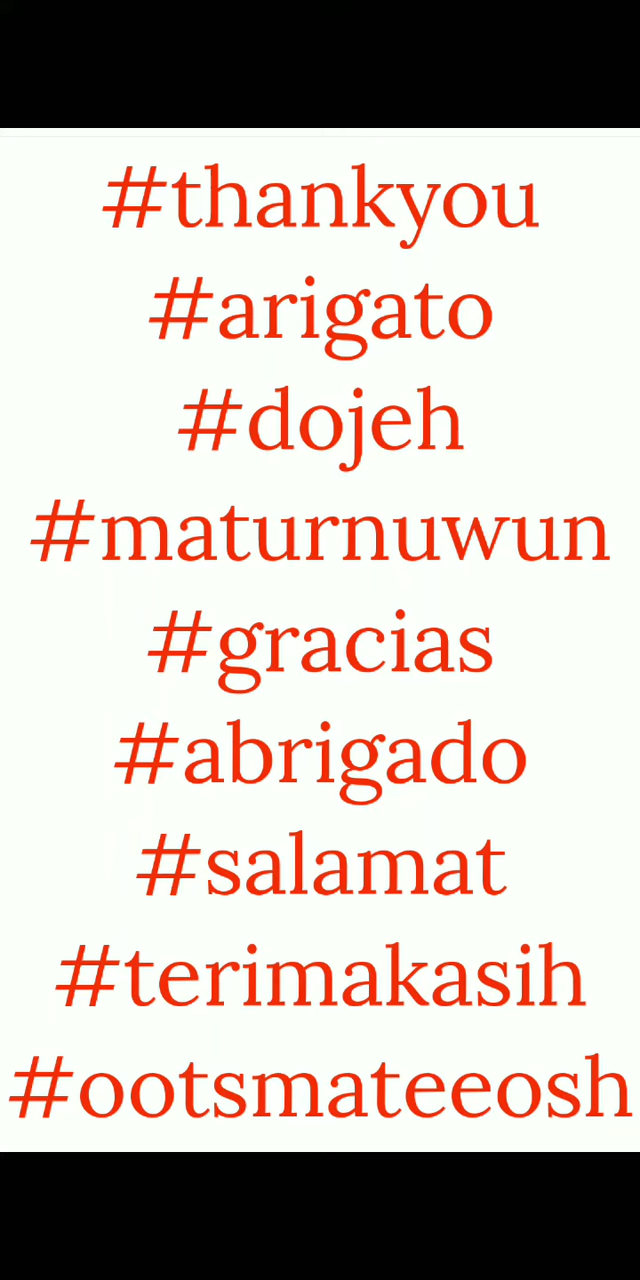 #thankyou
#arigato
#dojeh
#maturnuwun
#gracias
#abrigado
#salamat
#terimakasih
#ootsmateeosh